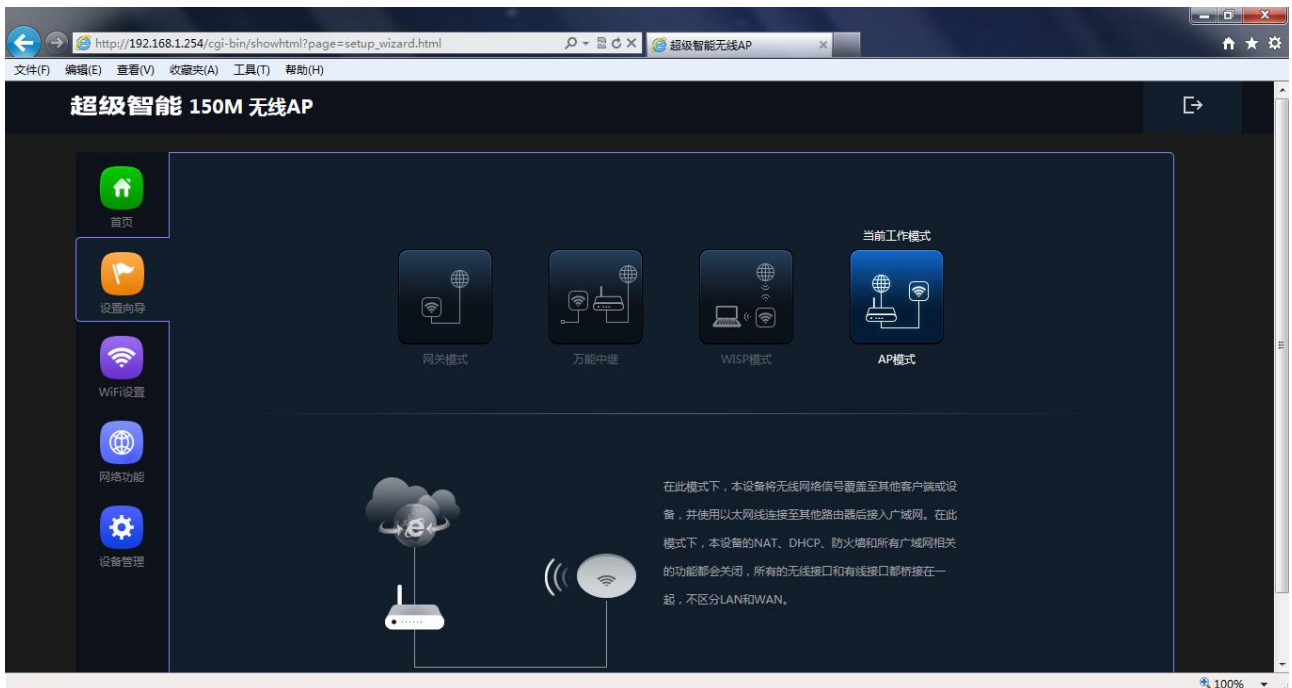 http://192.168.1.254/cgi-bin/showhtml?page=setup_wizard.html
超级智能无线AP
文件(F) 编辑(E) 查看(V) 收藏夹(A) 工具(T) 帮助(H)
超级智能 150M 无线AP
首页
设置向导
WiFi设置
网络功能
设备管理
当前工作模式
网关模式
万能中继
WISP模式
AP模式
在此模式下，本设备将无线网络信号覆盖至其他客户端或设
备，并使用以太网线连接至其他路由器后接入广域网。在此
模式下，本设备的NAT、DHCP、防火墙和所有广域网相关
的功能都会关闭，所有的无线接口和有线接口都桥接在一
起，不区分LAN和WAN。
100%